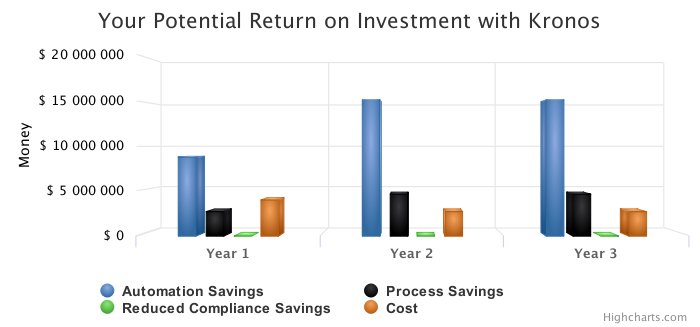 Your Potential Return on Investment with Kronos
$ 20 000 000
$ 15 000 000
$ 10 000 000
$ 5 000 000
$ 0
Money
Year 1
Year 2
Year 3
Automation Savings
Process Savings
Reduced Compliance Savings
Cost
Highcharts.com